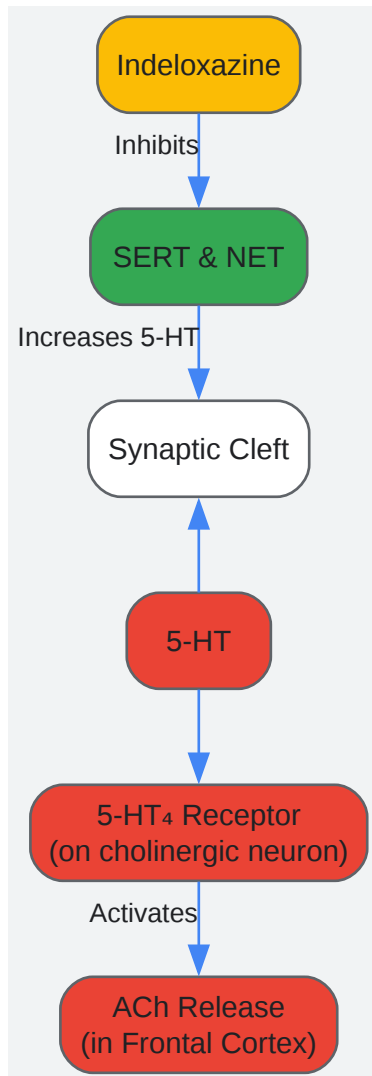 Indeloxazine
Inhibits
SERT & NET
Increases 5-HT
Synaptic Cleft
5-HT
5-HT₄ Receptor
(on cholinergic neuron)
Activates
ACh Release
(in Frontal Cortex)